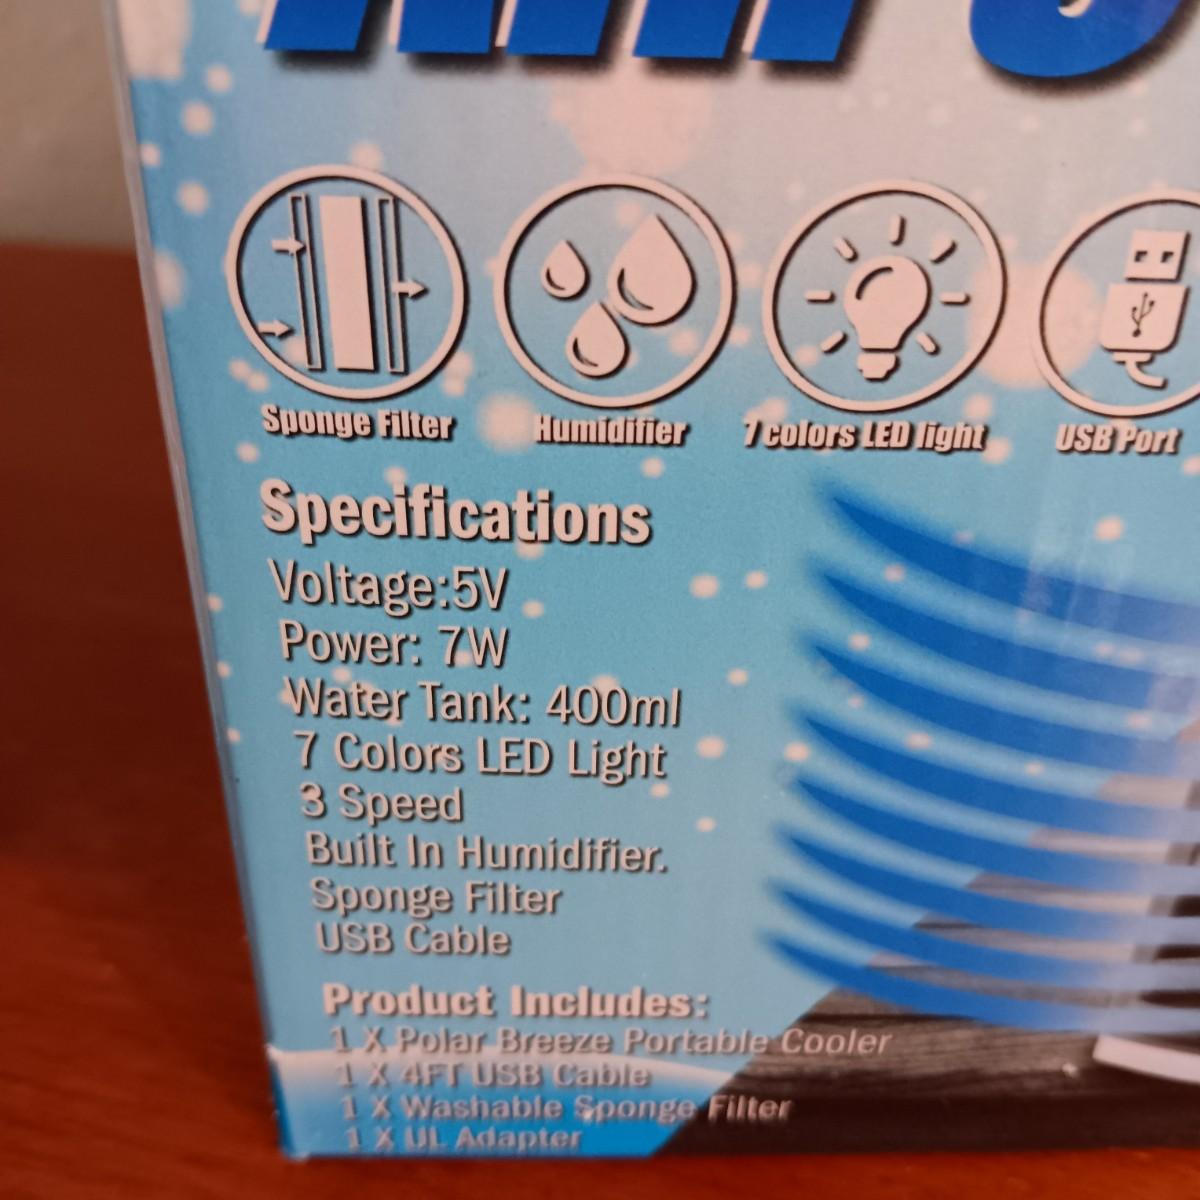 Sponge Filter
Humidifier
7 colors LED light
USB Port
Specifications
Voltage:5V
Power: 7W
Water Tank: 400ml
7 Colors LED Light
3 Speed
Built In Humidifier.
Sponge Filter
USB Cable
Product Includes:
1 X Polar Breeze Portable Cooler
1 X 4FT USB Cable
1 X Washable Sponge Filter
1 X UL Adapter